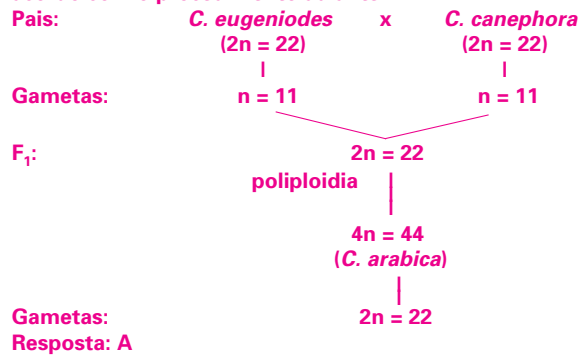 Pais: C. eugeniodes x C. canephora
(2n = 22) (2n = 22)
Gametas: n = 11 n = 11
F₁: 2n = 22
poliploidia
4n = 44
(C. arabica)
Gametas: 2n = 22
Resposta: A